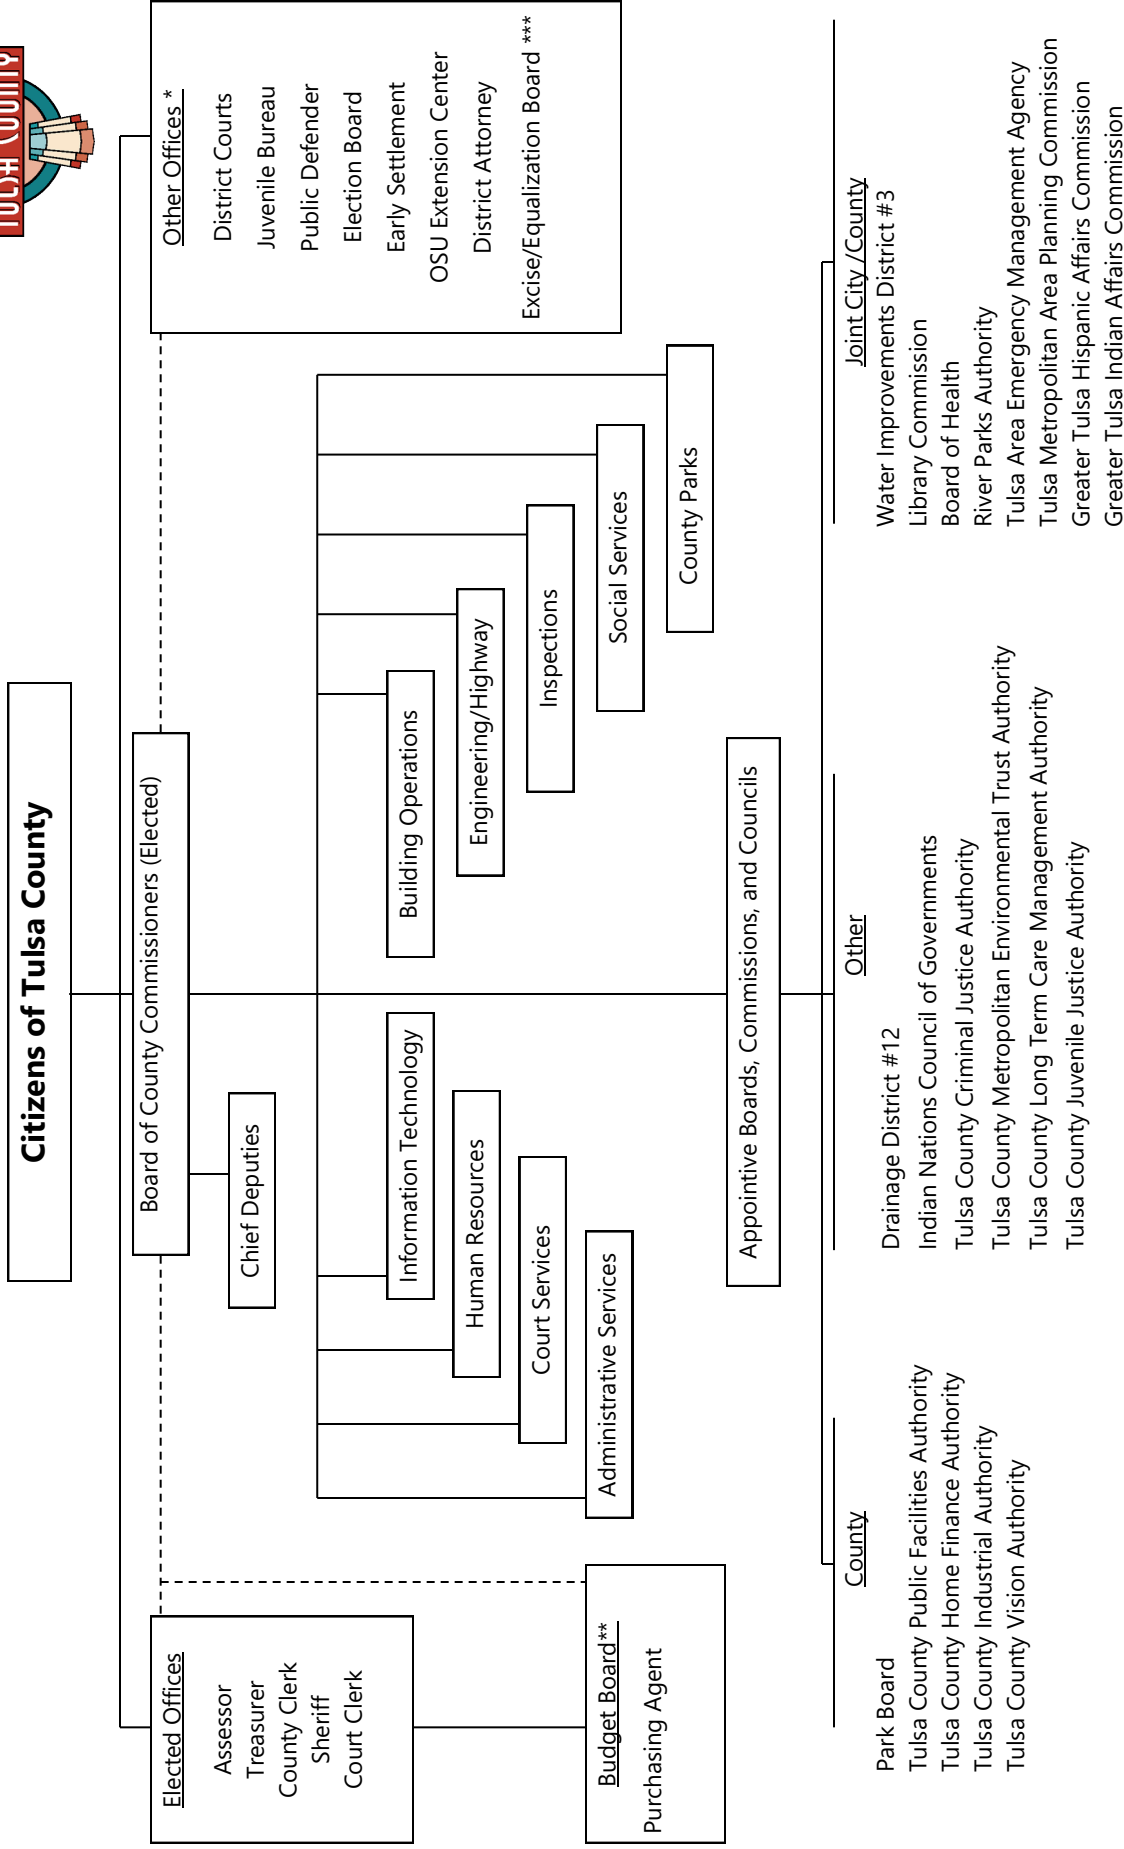 TULSA COUNTY
Citizens of Tulsa County
Board of County Commissioners (Elected)
Chief Deputies
Elected Offices
Assessor
Treasurer
County Clerk
Sheriff
Court Clerk
Budget Board**
Purchasing Agent
Other Offices *
District Courts
Juvenile Bureau
Public Defender
Election Board
Early Settlement
OSU Extension Center
District Attorney
Excise/Equalization Board ***
Information Technology
Human Resources
Court Services
Administrative Services
Building Operations
Engineering/Highway
Inspections
Social Services
County Parks
Appointive Boards, Commissions, and Councils
County
Park Board
Tulsa County Public Facilities Authority
Tulsa County Home Finance Authority
Tulsa County Industrial Authority
Tulsa County Vision Authority
Other
Drainage District #12
Indian Nations Council of Governments
Tulsa County Criminal Justice Authority
Tulsa County Metropolitan Environmental Trust Authority
Tulsa County Long Term Care Management Authority
Tulsa County Juvenile Justice Authority
Joint City /County
Water Improvements District #3
Library Commission
Board of Health
River Parks Authority
Tulsa Area Emergency Management Agency
Tulsa Metropolitan Area Planning Commission
Greater Tulsa Hispanic Affairs Commission
Greater Tulsa Indian Affairs Commission